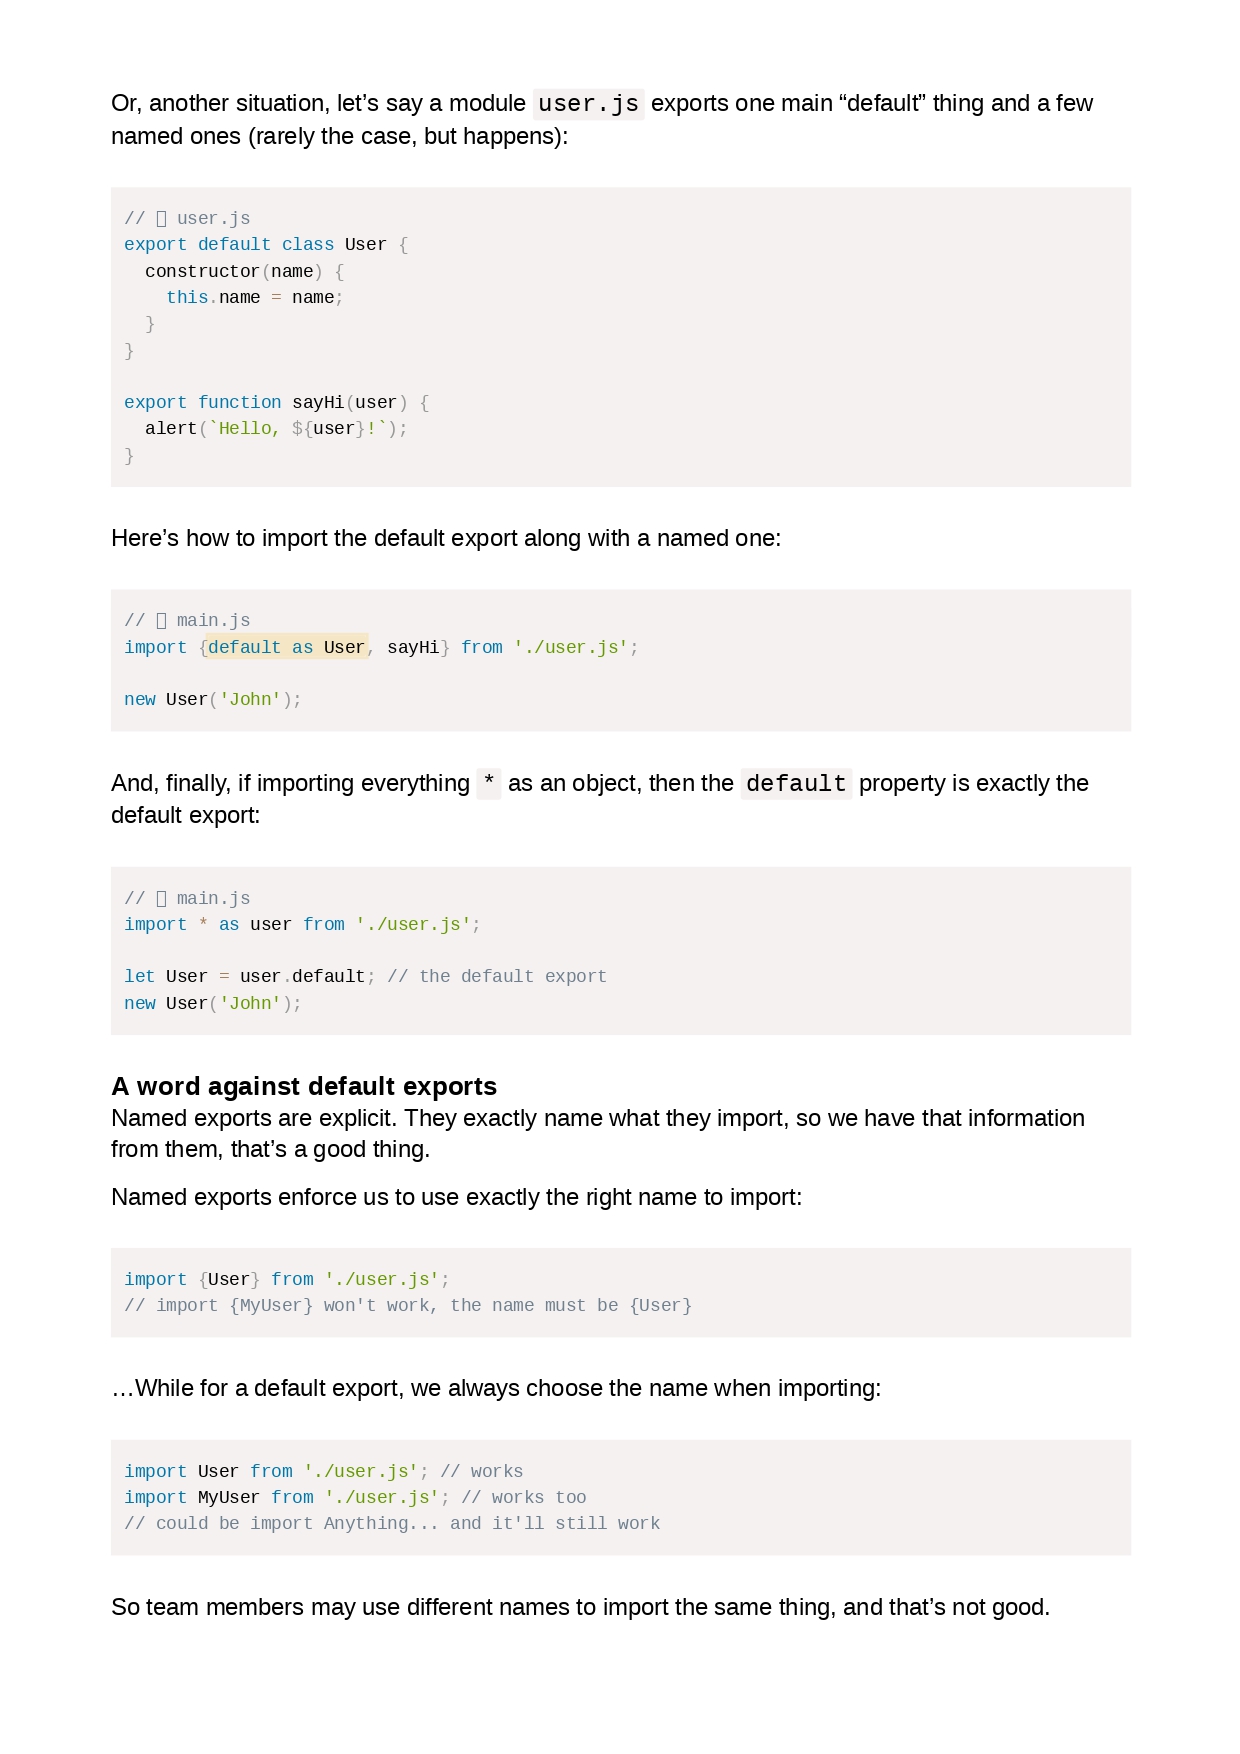 Or, another situation, let’s say a module user.js exports one main “default” thing and a few
named ones (rarely the case, but happens):
// user.js
export default class User {
  constructor(name) {
    this.name = name;
  }
}
export function sayHi(user) {
  alert(`Hello, ${user}!`);
}
Here’s how to import the default export along with a named one:
// main.js
import {default as User, sayHi} from './user.js';
new User('John');
And, finally, if importing everything * as an object, then the default property is exactly the
default export:
// main.js
import * as user from './user.js';
let User = user.default; // the default export
new User('John');
A word against default exports
Named exports are explicit. They exactly name what they import, so we have that information
from them, that’s a good thing.
Named exports enforce us to use exactly the right name to import:
import {User} from './user.js';
// import {MyUser} won't work, the name must be {User}
…While for a default export, we always choose the name when importing:
import User from './user.js'; // works
import MyUser from './user.js'; // works too
// could be import Anything... and it'll still work
So team members may use different names to import the same thing, and that’s not good.